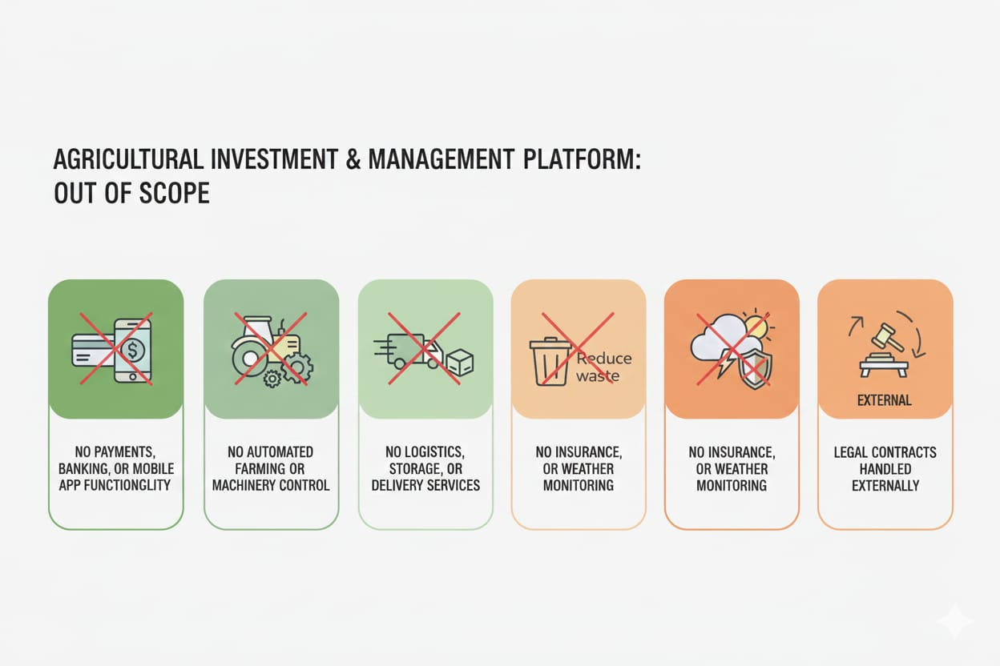 AGRICULTURAL INVESTMENT & MANAGEMENT PLATFORM:
OUT OF SCOPE
$
NO PAYMENTS,
BANKING, OR MOBILE
APP FUNCTIONGLITY
NO AUTOMATED
FARMING OR
MACHINERY CONTROL
NO LOGISTICS,
STORAGE, OR
DELIVERY SERVICES
Reduce
waste
NO INSURANCE,
OR WEATHER
MONITORING
NO INSURANCE,
OR WEATHER
MONITORING
EXTERNAL
LEGAL CONTRACTS
HANDLED
EXTERNALLY